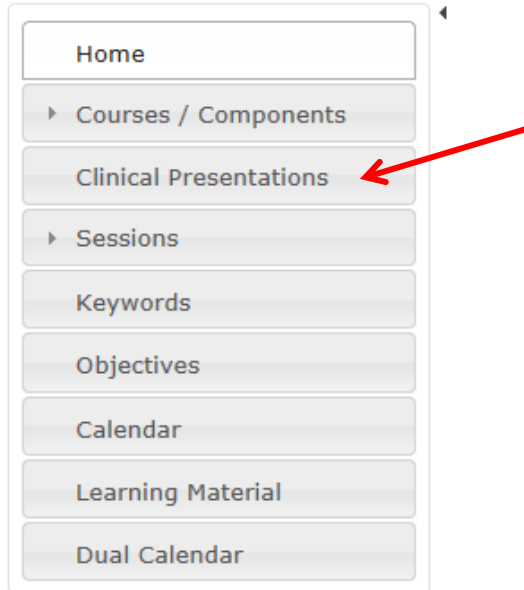 Home
Courses / Components
Clinical Presentations
Sessions
Keywords
Objectives
Calendar
Learning Material
Dual Calendar